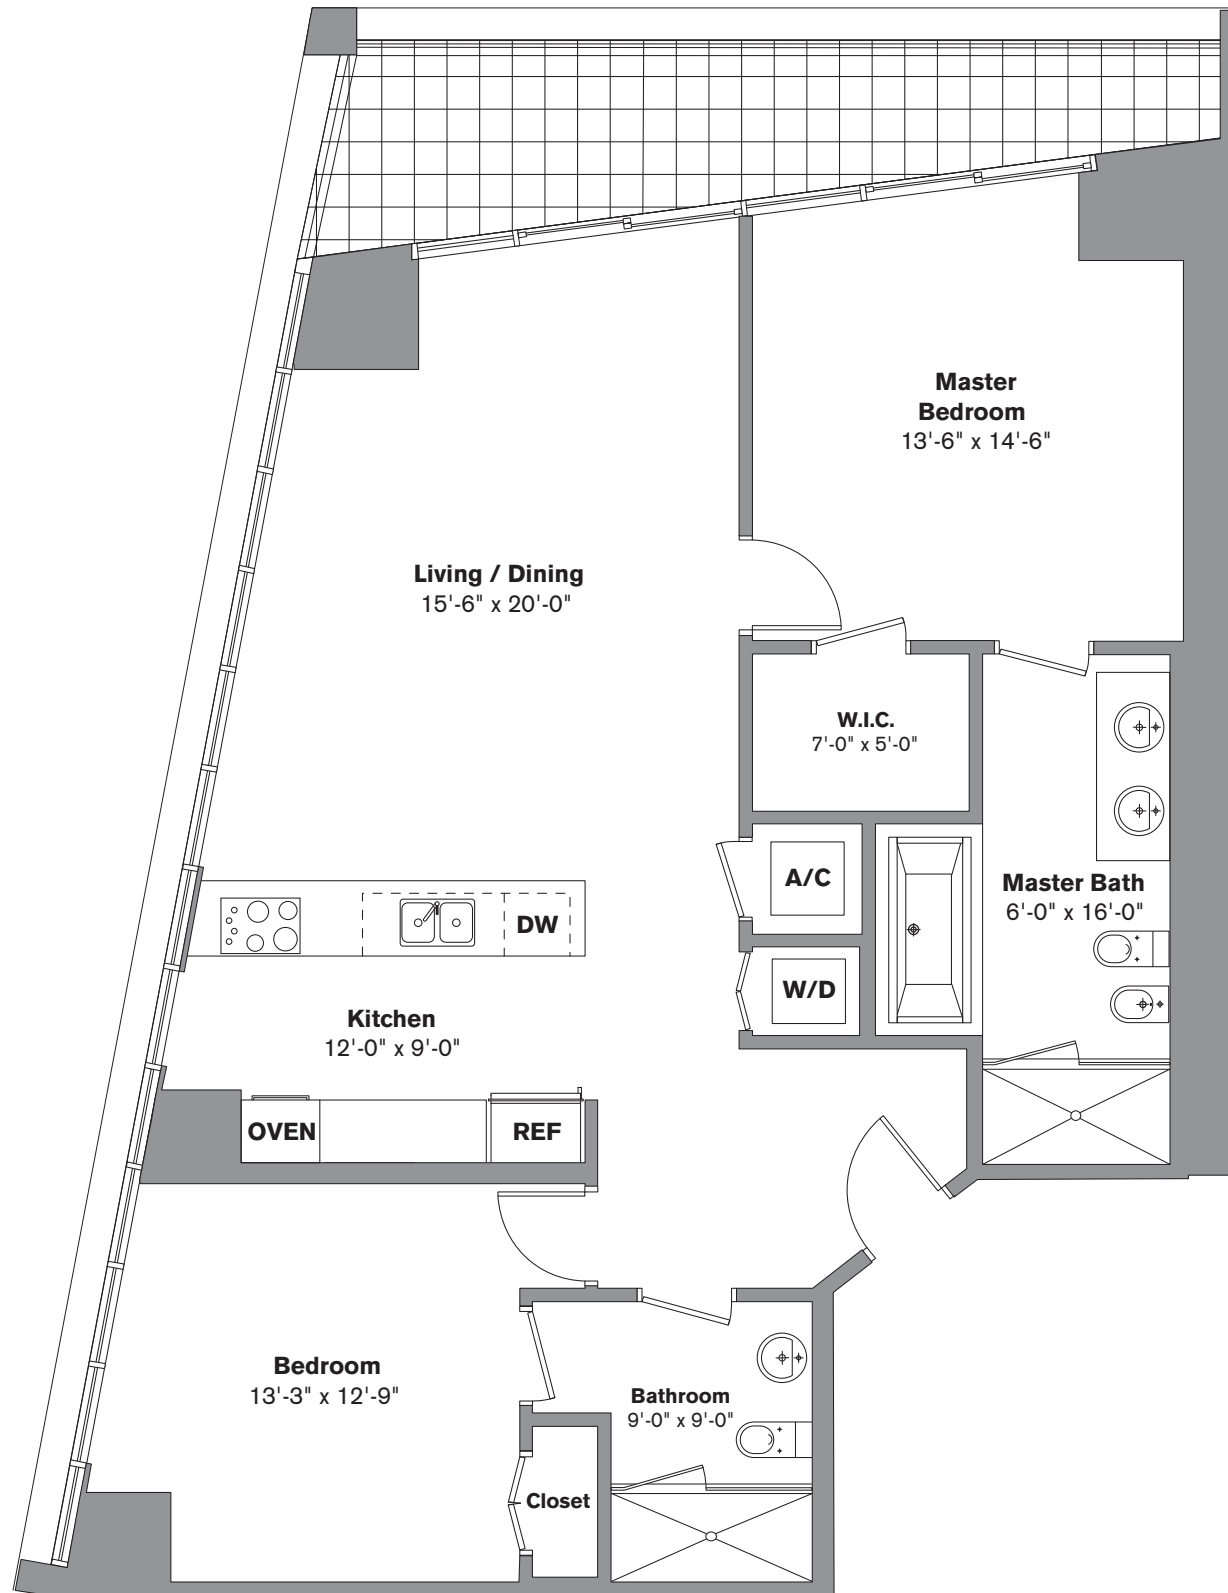 Master
Bedroom
13'-6" x 14'-6"
Living / Dining
15'-6" x 20'-0"
W.I.C.
7'-0" x 5'-0"
A/C
Master Bath
6'-0" x 16'-0"
DW
W/D
Kitchen
12'-0" x 9'-0"
OVEN
REF
Bedroom
13'-3" x 12'-9"
Bathroom
9'-0" x 9'-0"
Closet